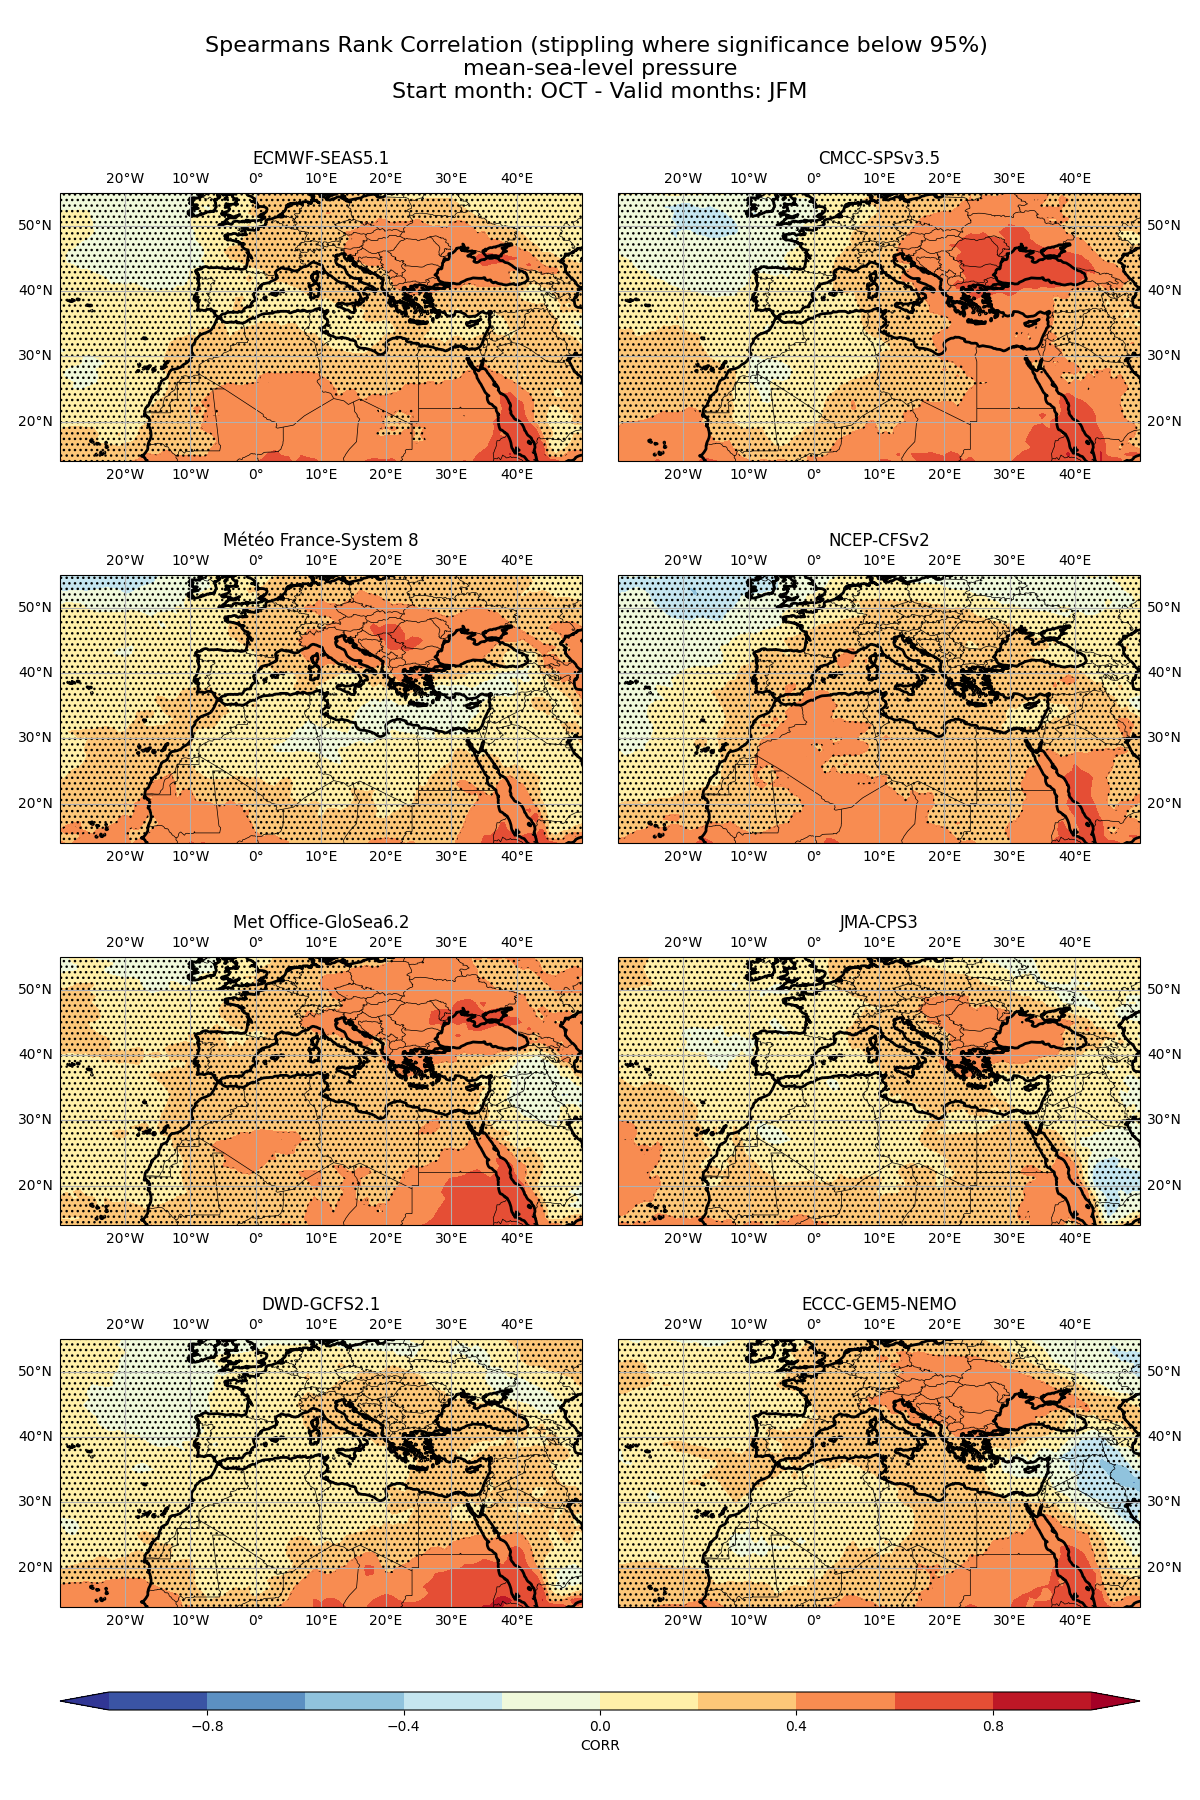 Spearmans Rank Correlation (stippling where significance below 95%)
mean-sea-level pressure
Start month: OCT - Valid months: JFM
ECMWF-SEAS5.1 CMCC-SPSv3.5
20°W 10°W 0° 10°E 20°E 30°E 40°E 20°W 10°W 0° 10°E 20°E 30°E 40°E
50°N 50°N
40°N 40°N
30°N 30°N
20°N 20°N
20°W 10°W 0° 10°E 20°E 30°E 40°E 20°W 10°W 0° 10°E 20°E 30°E 40°E
Météo France-System 8 NCEP-CFSv2
20°W 10°W 0° 10°E 20°E 30°E 40°E 20°W 10°W 0° 10°E 20°E 30°E 40°E
50°N 50°N
40°N 40°N
30°N 30°N
20°N 20°N
20°W 10°W 0° 10°E 20°E 30°E 40°E 20°W 10°W 0° 10°E 20°E 30°E 40°E
Met Office-GloSea6.2 JMA-CPS3
20°W 10°W 0° 10°E 20°E 30°E 40°E 20°W 10°W 0° 10°E 20°E 30°E 40°E
50°N 50°N
40°N 40°N
30°N 30°N
20°N 20°N
20°W 10°W 0° 10°E 20°E 30°E 40°E 20°W 10°W 0° 10°E 20°E 30°E 40°E
DWD-GCFS2.1 ECCC-GEM5-NEMO
20°W 10°W 0° 10°E 20°E 30°E 40°E 20°W 10°W 0° 10°E 20°E 30°E 40°E
50°N 50°N
40°N 40°N
30°N 30°N
20°N 20°N
20°W 10°W 0° 10°E 20°E 30°E 40°E 20°W 10°W 0° 10°E 20°E 30°E 40°E
−0.8 −0.4 0.0 0.4 0.8
CORR